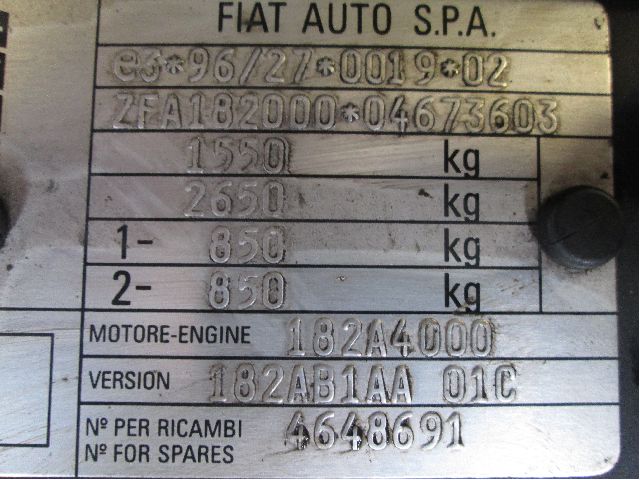 FIAT AUTO S.P.A.
e3*96/27*0019*02
ZFA182000*04673603
1550 kg
2650 kg
1- 850 kg
2- 850 kg
MOTORE-ENGINE 182A4000
VERSION 182AB1AA 01C
Nº PER RICAMBI 4648691
Nº FOR SPARES